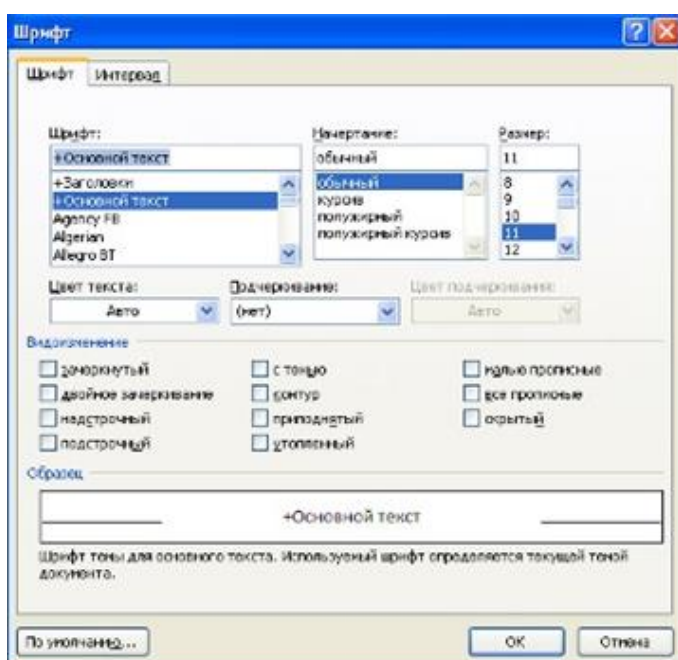 Шрифт
Шрифт Интервал
Шрифт: Начертание: Размер:
+Основной текст обычный 11
+Заголовки обычный 8
+Основной текст курсив 9
Agency FB полужирный 10
Algerian полужирный курсив 11
Allegro BT 12
Цвет текста: Подчеркивание: Цвет подчеркивания:
Авто (нет) Авто
Видоизменение
зачеркнутый с тенью малые прописные
двойное зачеркивание контур все прописные
надстрочный приподнятый скрытый
подстрочный утопленный
Образец
+Основной текст
Шрифт темы для основного текста. Используемый шрифт определяется текущей темой
документа.
По умолчанию... ОК Отмена